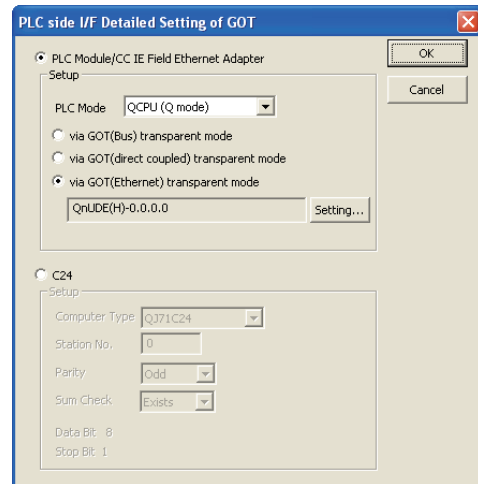 PLC side I/F Detailed Setting of GOT
PLC Module/CC IE Field Ethernet Adapter
OK
Setup
Cancel
PLC Mode QCPU (Q mode)
via GOT(Bus) transparent mode
via GOT(direct coupled) transparent mode
via GOT(Ethernet) transparent mode
QnUDE(H)-0.0.0.0 Setting...
C24
Setup
Computer Type QJ71C24
Station No. 0
Parity Odd
Sum Check Exists
Data Bit 8
Stop Bit 1